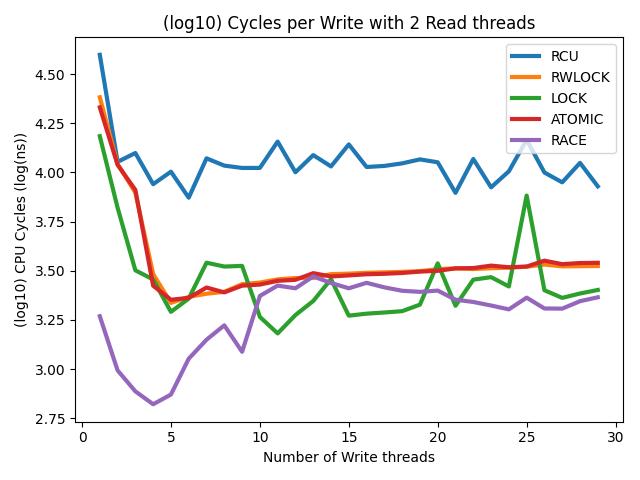 (log10) Cycles per Write with 2 Read threads
(log10) CPU Cycles (log(ns))
4.50
4.25
4.00
3.75
3.50
3.25
3.00
2.75
RCU
RWLOCK
LOCK
ATOMIC
RACE
0 5 10 15 20 25 30
Number of Write threads